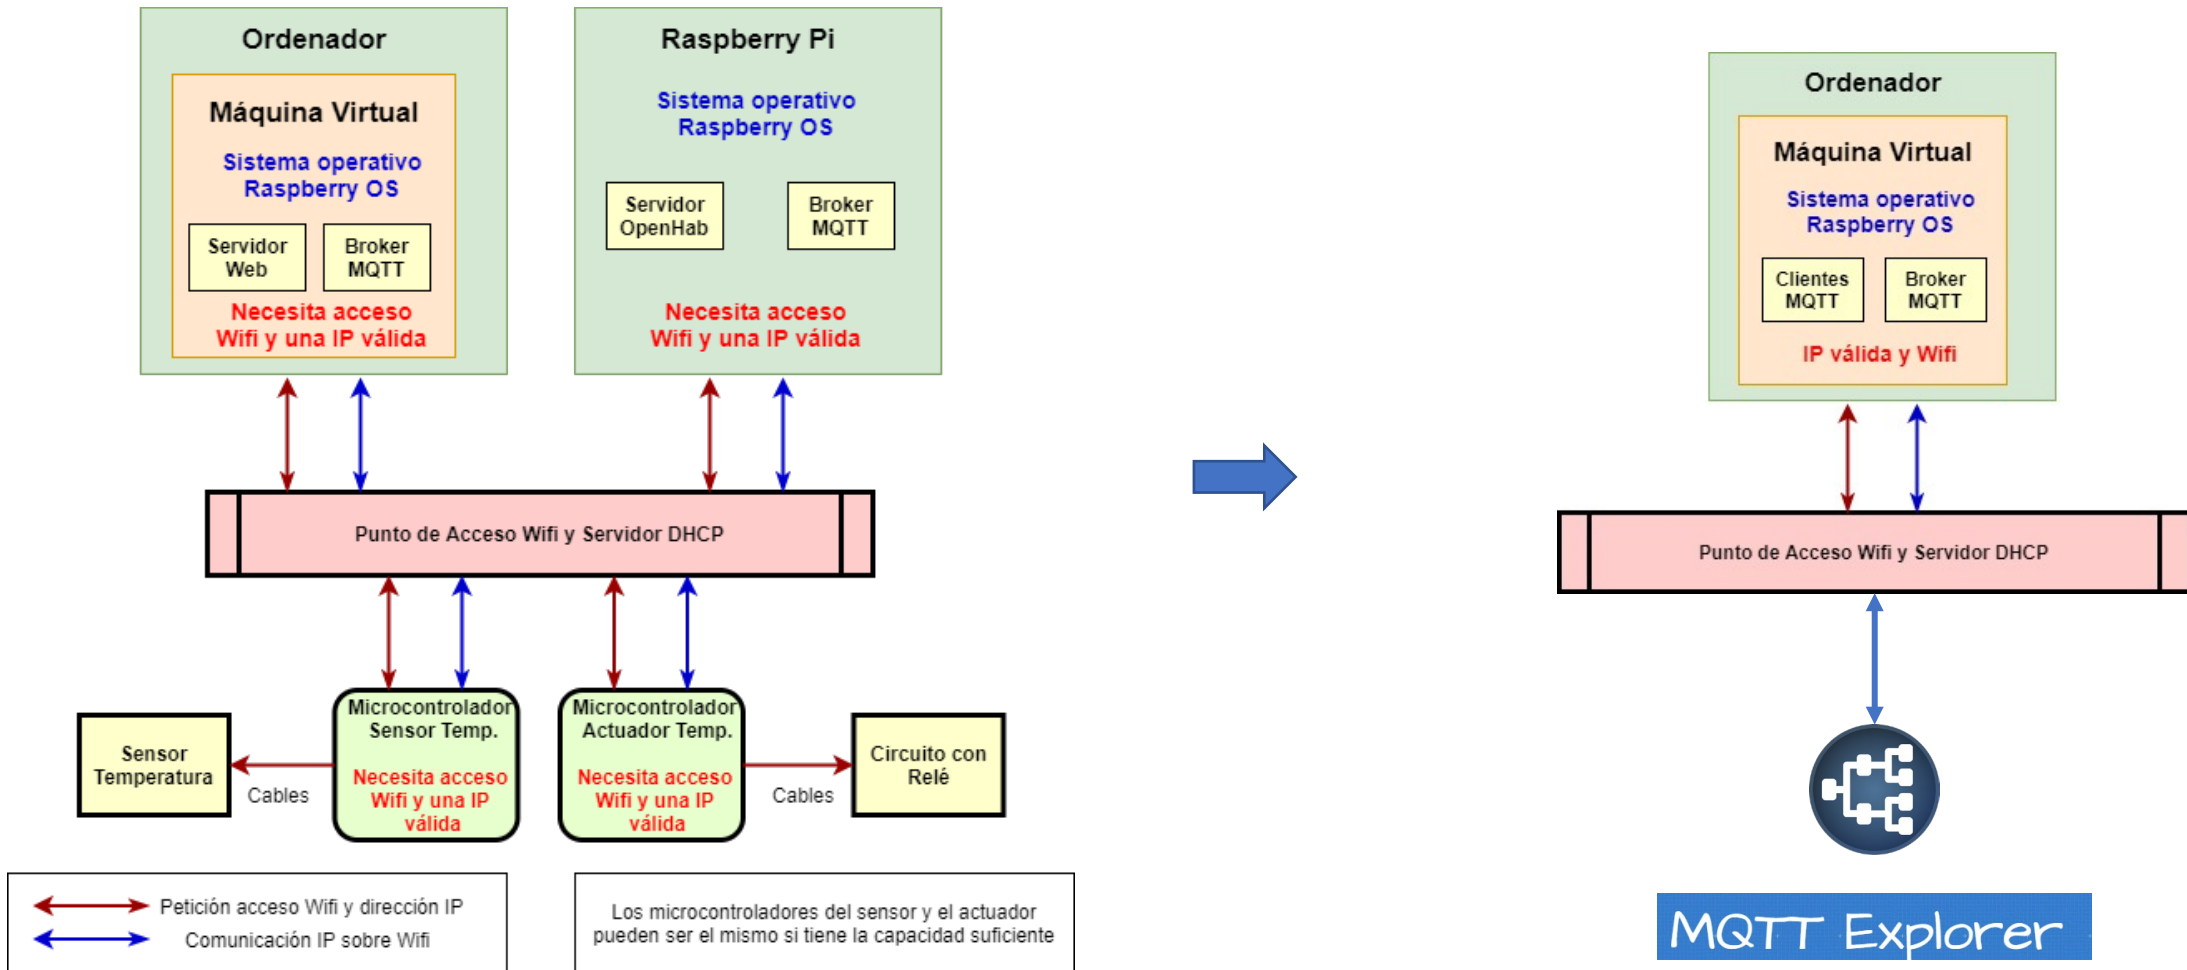 Ordenador
Máquina Virtual
Sistema operativo
Raspberry OS
Servidor
Web
Broker
MQTT
Necesita acceso
Wifi y una IP válida
Raspberry Pi
Sistema operativo
Raspberry OS
Servidor
OpenHab
Broker
MQTT
Necesita acceso
Wifi y una IP válida
Punto de Acceso Wifi y Servidor DHCP
Sensor
Temperatura
Cables
Microcontrolador
Sensor Temp.
Necesita acceso
Wifi y una IP
válida
Microcontrolador
Actuador Temp.
Necesita acceso
Wifi y una IP
válida
Cables
Circuito con
Relé
Petición acceso Wifi y dirección IP
Comunicación IP sobre Wifi
Los microcontroladores del sensor y el actuador
pueden ser el mismo si tiene la capacidad suficiente
Ordenador
Máquina Virtual
Sistema operativo
Raspberry OS
Clientes
MQTT
Broker
MQTT
IP válida y Wifi
Punto de Acceso Wifi y Servidor DHCP
MQTT Explorer